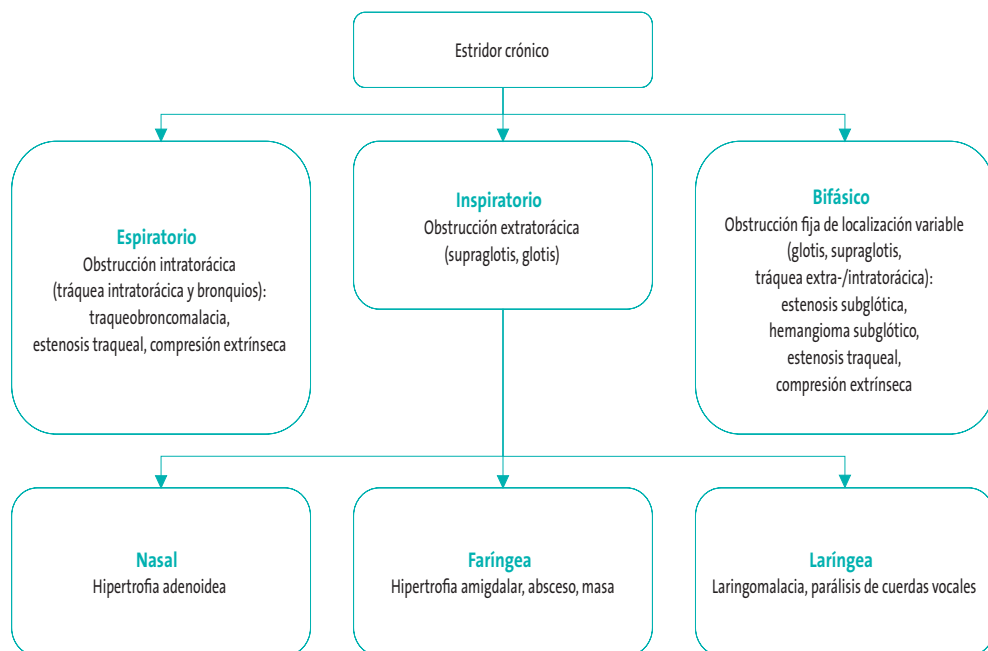 Estridor crónico
Espiratorio
Obstrucción intratorácica
(tráquea intratorácica y bronquios):
traqueobroncomalacia,
estenosis traqueal, compresión extrínseca
Inspiratorio
Obstrucción extratorácica
(supraglotis, glotis)
Bifásico
Obstrucción fija de localización variable
(glotis, supraglotis,
tráquea extra-/intratorácica):
estenosis subglótica,
hemangioma subglótico,
estenosis traqueal,
compresión extrínseca
Nasal
Hipertrofia adenoidea
Faríngea
Hipertrofia amigdalar, absceso, masa
Laríngea
Laringomalacia, parálisis de cuerdas vocales